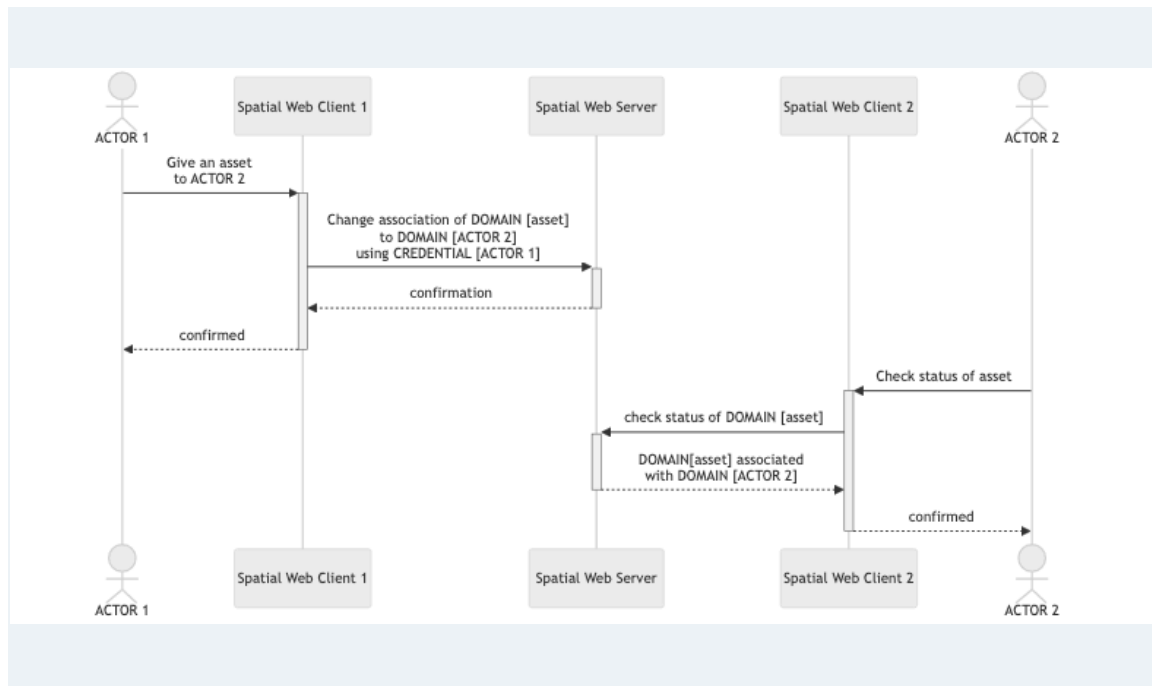 Spatial Web Client 1
Spatial Web Server
Spatial Web Client 2
ACTOR 1
ACTOR 2
Give an asset
to ACTOR 2
Change association of DOMAIN [asset]
to DOMAIN [ACTOR 2]
using CREDENTIAL [ACTOR 1]
confirmation
confirmed
Check status of asset
check status of DOMAIN [asset]
DOMAIN[asset] associated
with DOMAIN [ACTOR 2]
confirmed
Spatial Web Client 1
Spatial Web Server
Spatial Web Client 2
ACTOR 1
ACTOR 2